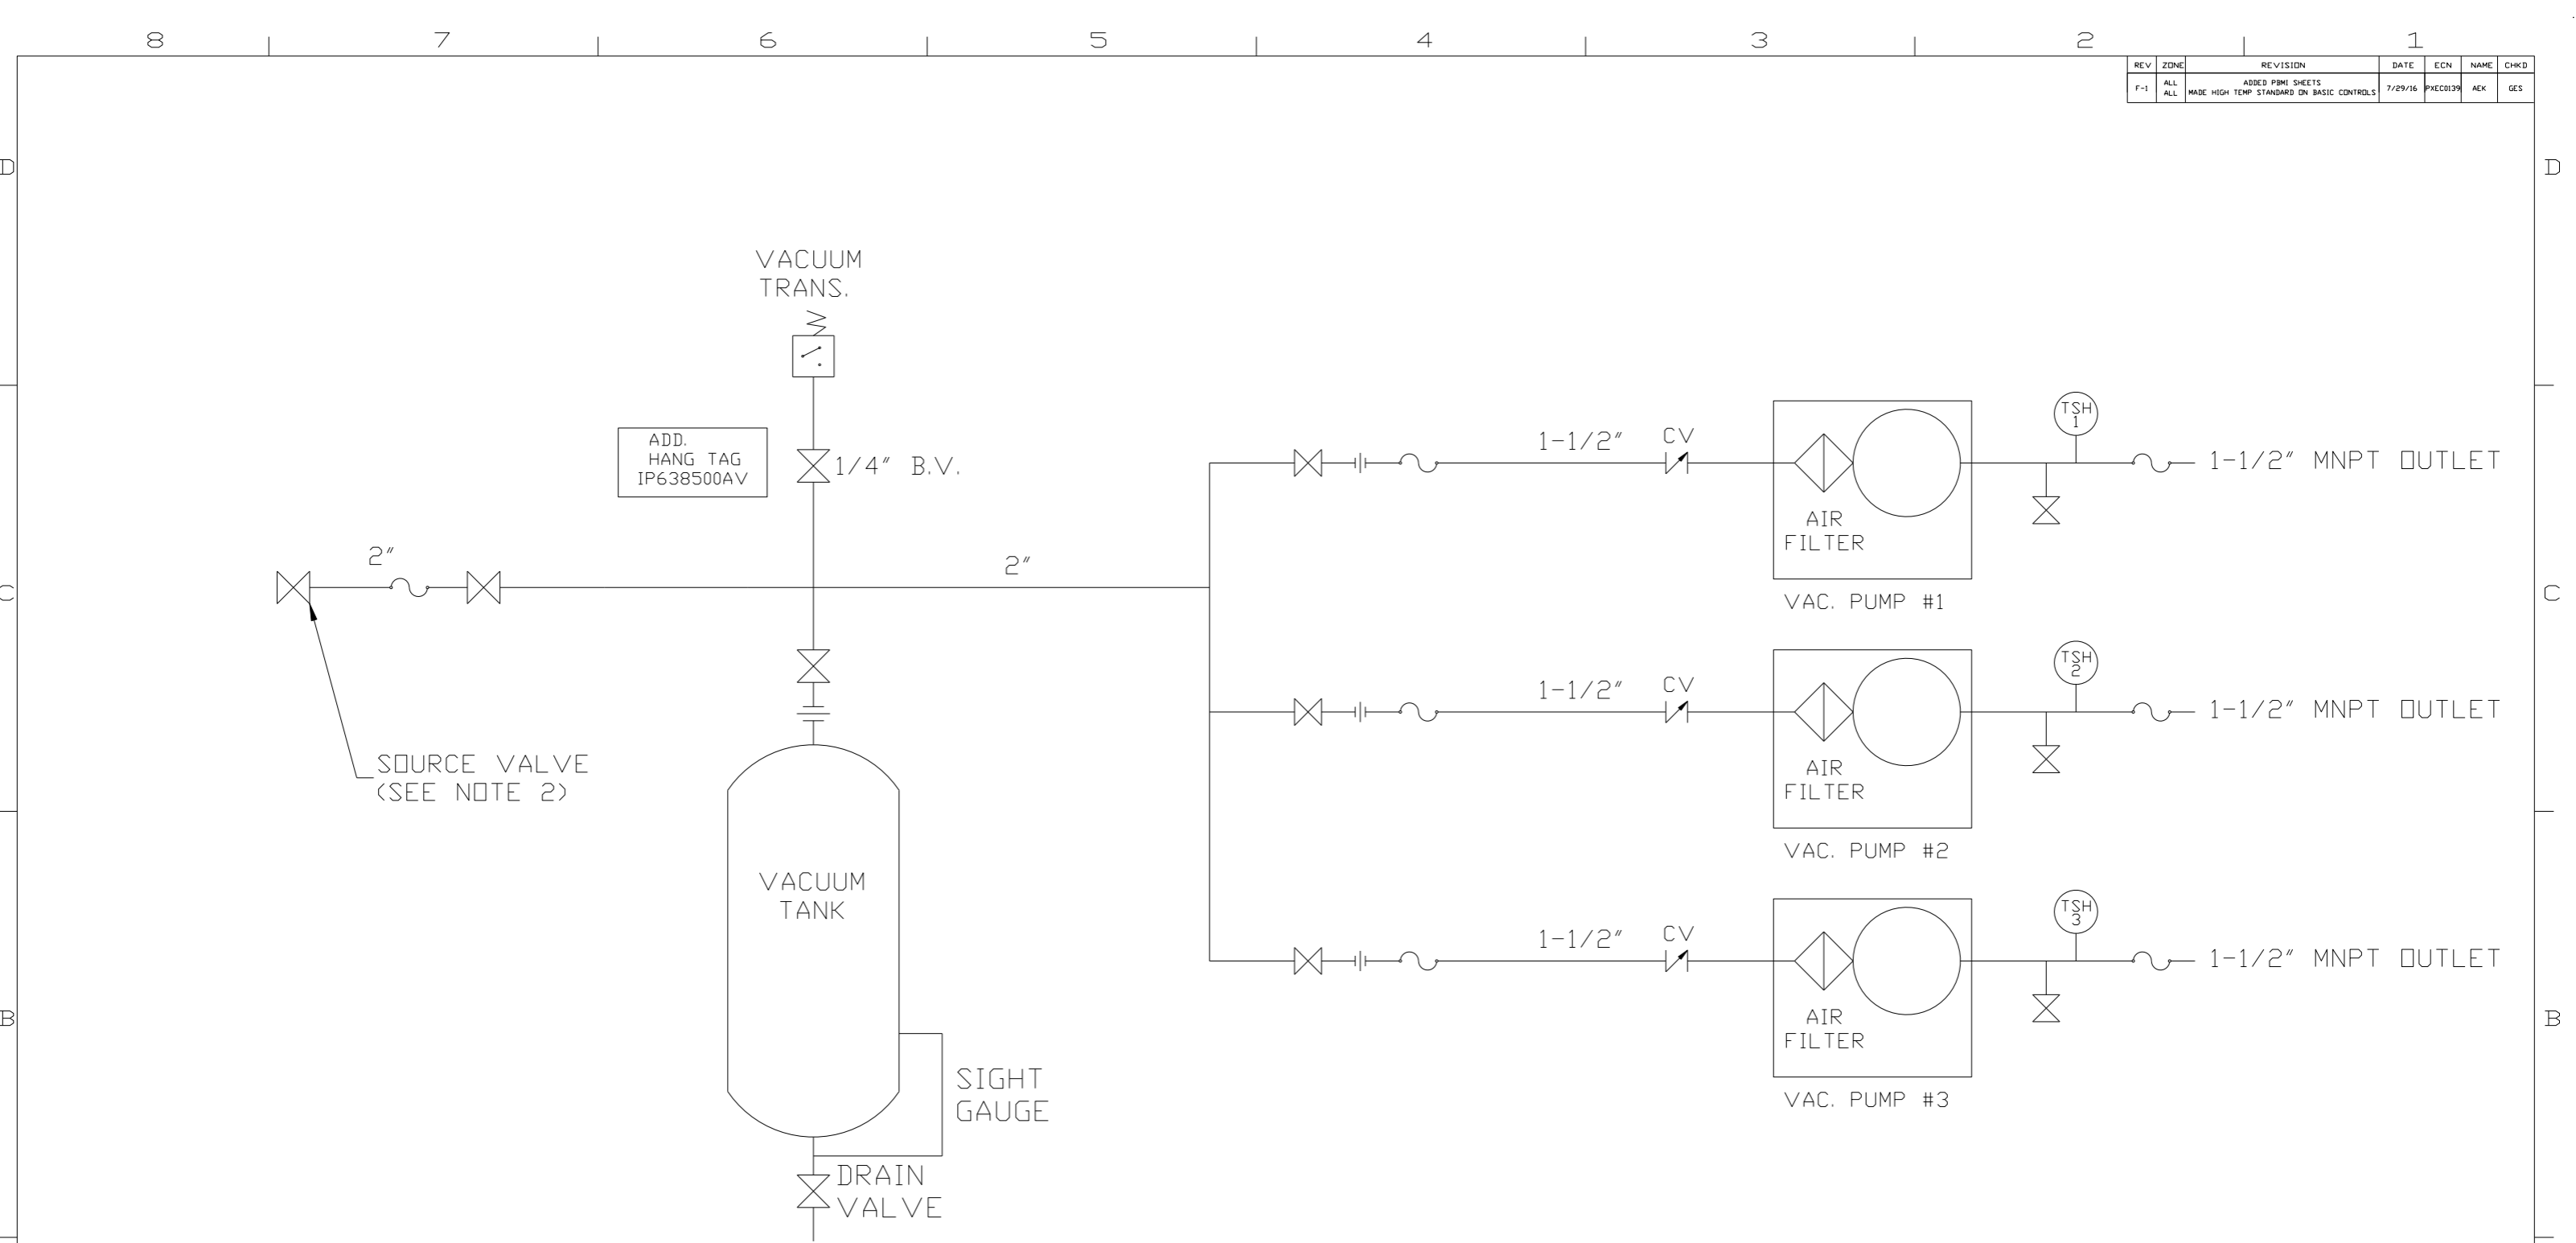 8 7 6 5 4 3 2 1
REV ZONE REVISION DATE ECN NAME CHKD
F-1 ALL ADDED PBMI SHEETS 7/29/16 PXEC0139 AEK GES
ALL MADE HIGH TEMP STANDARD ON BASIC CONTROLS
D D
VACUUM
TRANS.
ADD.
HANG TAG
IP638500AV
1/4" B.V.
1-1/2" CV
TSH
1
1-1/2" MNPT OUTLET
AIR
FILTER
VAC. PUMP #1
2" 2"
C C
SOURCE VALVE
(SEE NOTE 2)
1-1/2" CV
TSH
2
1-1/2" MNPT OUTLET
AIR
FILTER
VAC. PUMP #2
VACUUM
TANK
1-1/2" CV
TSH
3
1-1/2" MNPT OUTLET
AIR
FILTER
VAC. PUMP #3
B B
SIGHT
GAUGE
DRAIN
VALVE